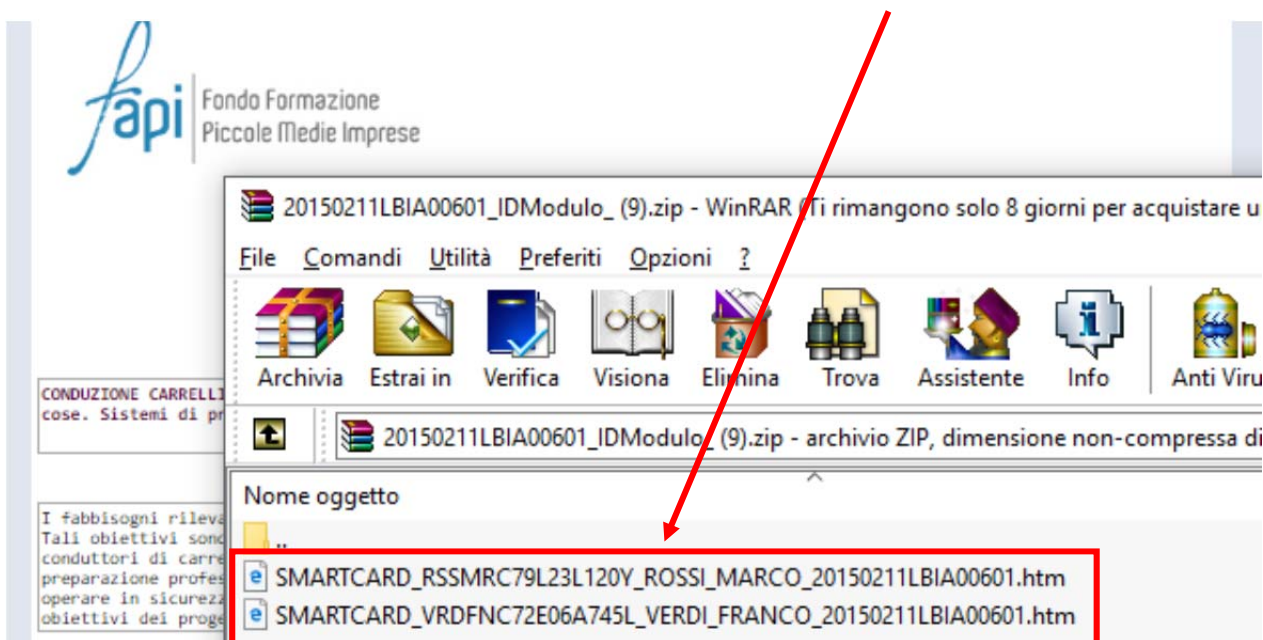 fapi Fondo Formazione
Piccole Medie Imprese
20150211LBIA00601_IDModulo_ (9).zip - WinRAR (Ti rimangono solo 8 giorni per acquistare u
File Comandi Utilità Preferiti Opzioni ?
Archivia Estrai in Verifica Visiona Elimina Trova Assistente Info Anti Viru
CONDUZIONE CARRELLI
cose. Sistemi di pr
20150211LBIA00601_IDModulo_ (9).zip - archivio ZIP, dimensione non-compressa di
Nome oggetto
..
I fabbisogni rileva
Tali obiettivi sono
conduttori di carre
preparazione profes
operare in sicurezz
obiettivi dei proge
SMARTCARD_RSSMRC79L23L120Y_ROSSI_MARCO_20150211LBIA00601.htm
SMARTCARD_VRDFNC72E06A745L_VERDI_FRANCO_20150211LBIA00601.htm